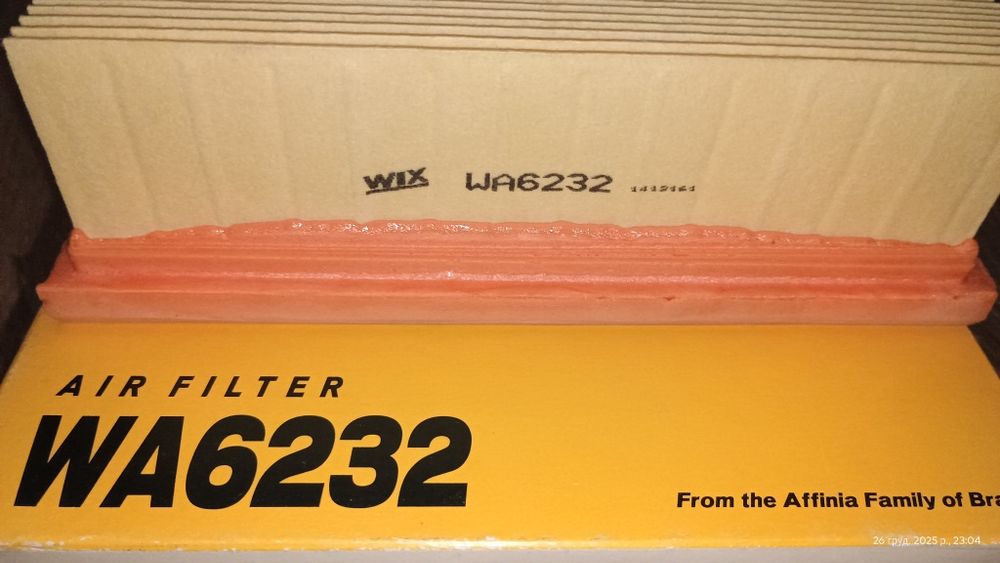 WIX WA6232
AIR FILTER
WA6232
From the Affinia Family of Bra
26 груд. 2025 р., 23:04